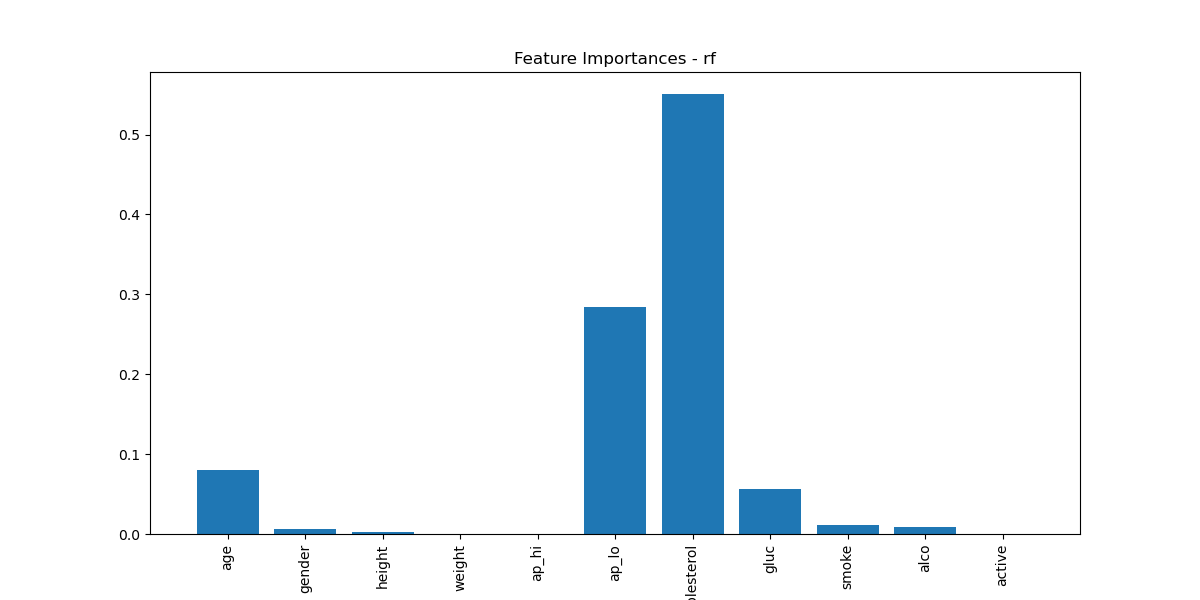 Feature Importances - rf
0.5
0.4
0.3
0.2
0.1
0.0
age
gender
height
weight
ap_hi
ap_lo
olesterol
gluc
smoke
alco
active